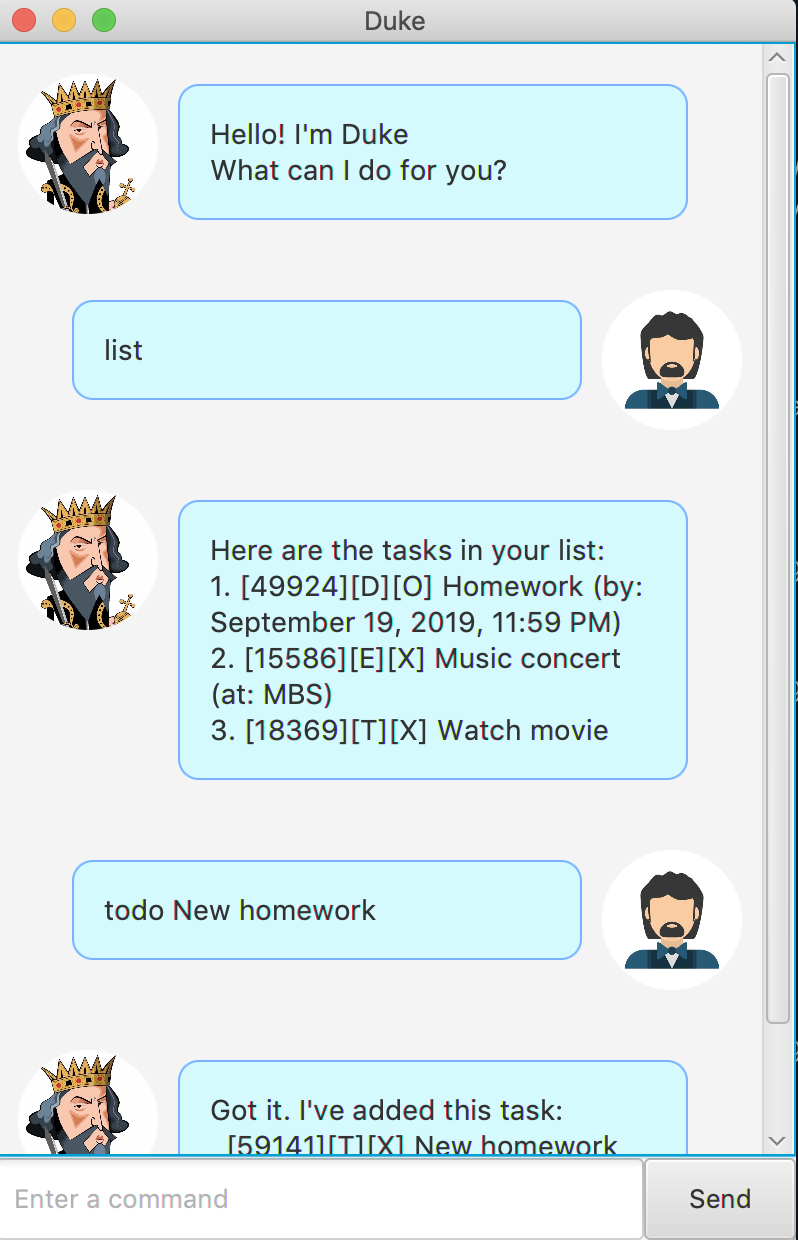 Duke
Hello! I'm Duke
What can I do for you?
list
Here are the tasks in your list:
1. [49924][D][O] Homework (by:
September 19, 2019, 11:59 PM)
2. [15586][E][X] Music concert
(at: MBS)
3. [18369][T][X] Watch movie
todo New homework
Got it. I've added this task:
[59141][T][X] New homework
Enter a command
Send